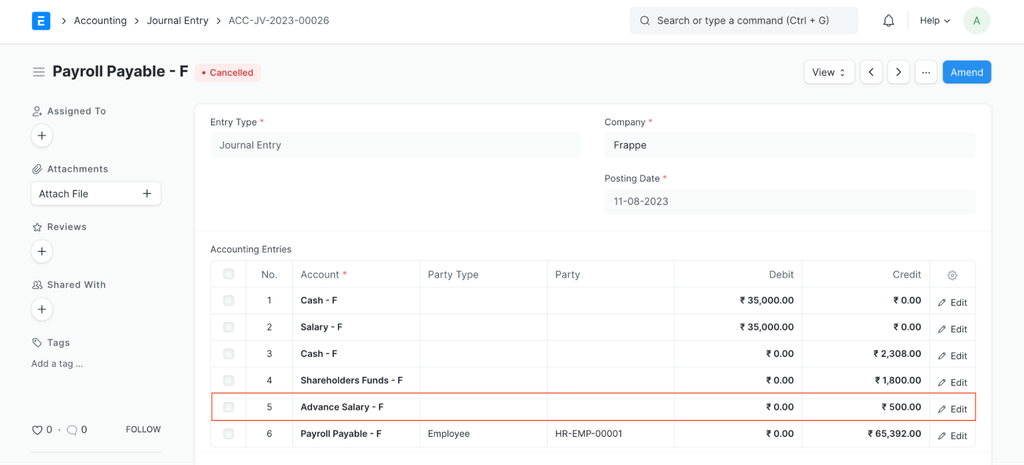 E Accounting Journal Entry ACC-JV-2023-00026 Search or type a command (Ctrl + G) Help A
Payroll Payable - F • Cancelled View ... Amend
Assigned To
+
Attachments
Attach File +
Reviews
+
Shared With
+
Tags
Add a tag ...
0 · 0 FOLLOW
Entry Type *
Journal Entry
Company *
Frappe
Posting Date *
11-08-2023
Accounting Entries
No. Account * Party Type Party Debit Credit
1 Cash - F ₹ 35,000.00 ₹ 0.00 Edit
2 Salary - F ₹ 35,000.00 ₹ 0.00 Edit
3 Cash - F ₹ 0.00 ₹ 2,308.00 Edit
4 Shareholders Funds - F ₹ 0.00 ₹ 1,800.00 Edit
5 Advance Salary - F ₹ 0.00 ₹ 500.00 Edit
6 Payroll Payable - F Employee HR-EMP-00001 ₹ 0.00 ₹ 65,392.00 Edit